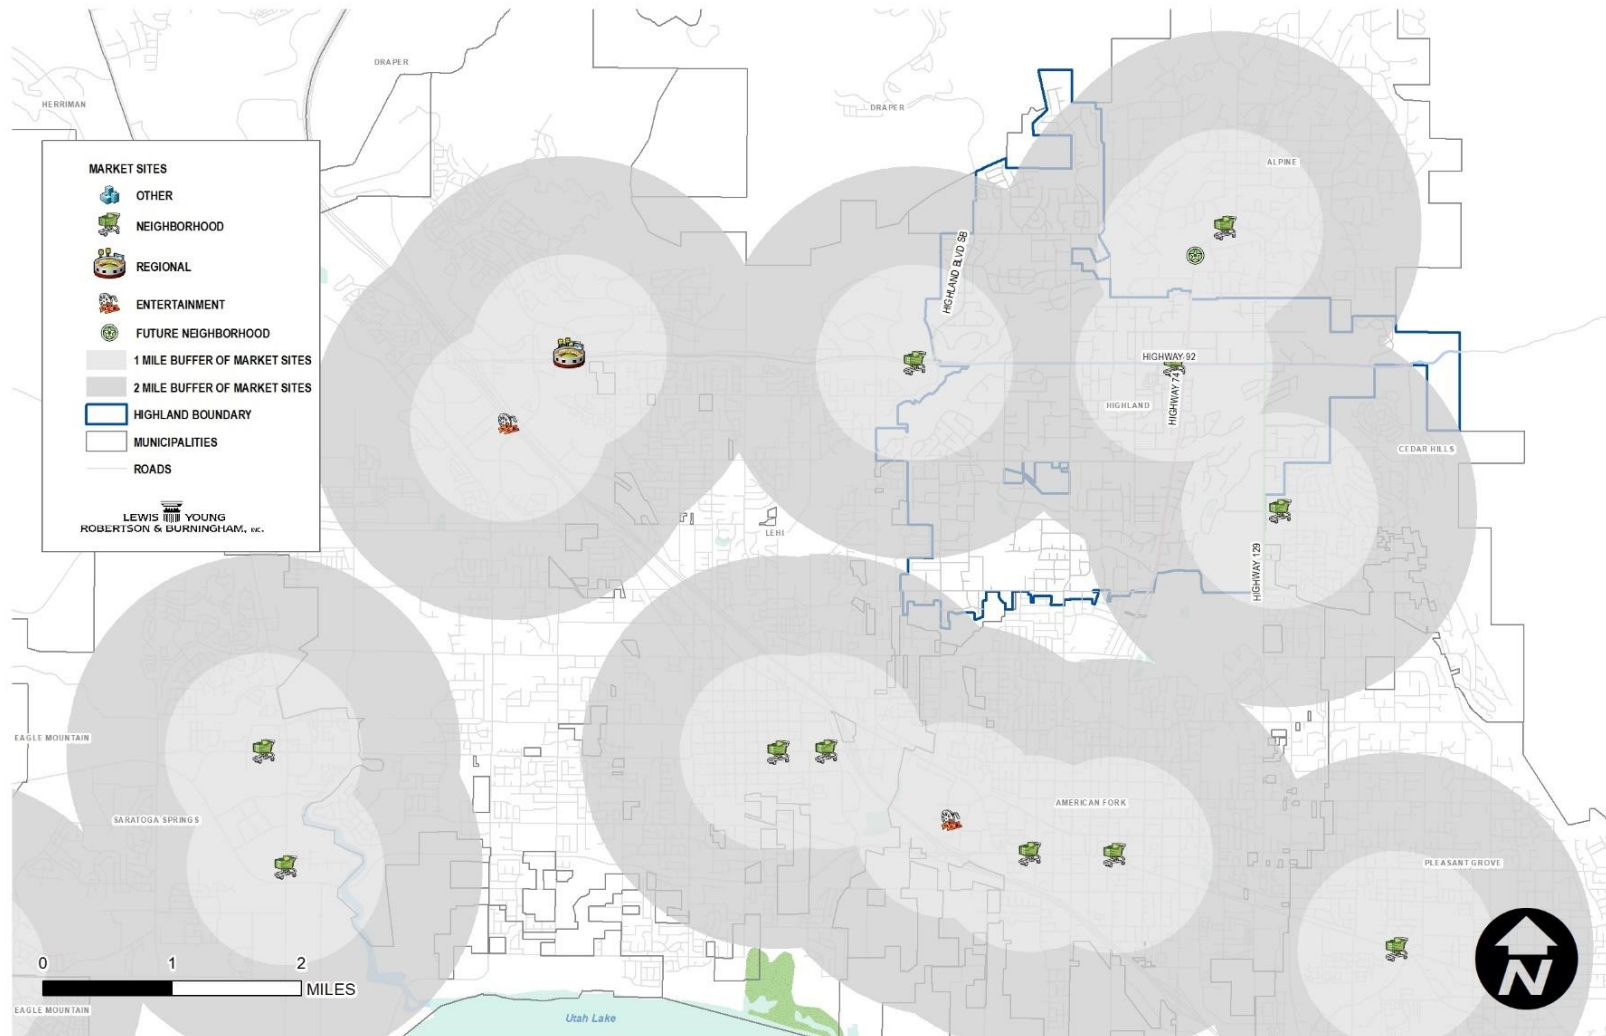 DRAPER
HERRIMAN
DRAPER
MARKET SITES
OTHER
NEIGHBORHOOD
REGIONAL
ENTERTAINMENT
FUTURE NEIGHBORHOOD
1 MILE BUFFER OF MARKET SITES
2 MILE BUFFER OF MARKET SITES
HIGHLAND BOUNDARY
MUNICIPALITIES
ROADS
LEWIS YOUNG
ROBERTSON & BURNINGHAM, INC.
ALPINE
HIGHLAND BLVD SB
HIGHWAY 92
HIGHWAY 74
HIGHLAND
CEDAR HILLS
LEHI
HIGHWAY 129
EAGLE MOUNTAIN
SARATOGA SPRINGS
AMERICAN FORK
PLEASANT GROVE
0 1 2
MILES
EAGLE MOUNTAIN
Utah Lake
N